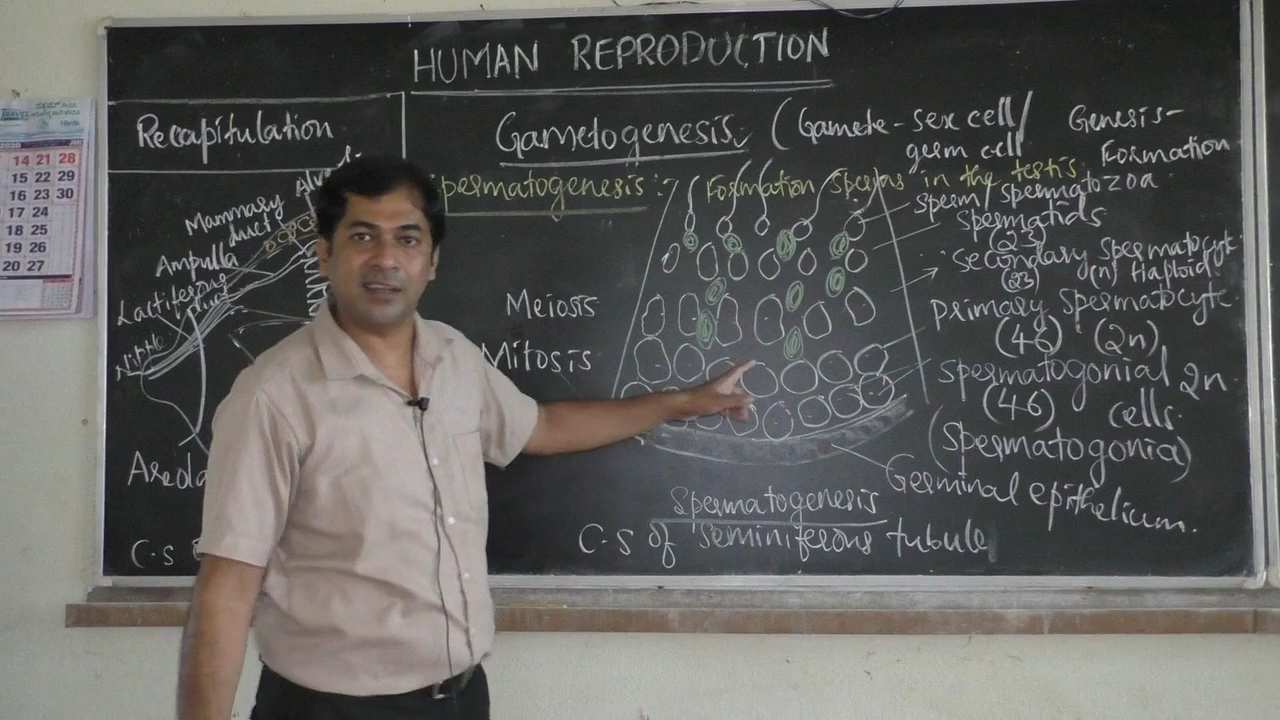 HUMAN REPRODUCTION
Recapitulation
Mammary
duct
Ampulla
Lactiferous
duct
Nipple
Areola
C.S
Gametogenesis (Gamete - sex cell/
germ cell
Genesis-
Formation
permatogenesis: Formation sperms in the testis
Sperm/spermatozoa
Spermatids
(23)
Secondary spermatocyte
(23) (n) Haploid
Primary Spermatocyte
(46) (2n)
Spermatogonial 2n
(46) cells.
(Spermatogonia)
Germinal epithelium.
Meiosis
Mitosis
Spermatogenesis
C.S of Seminiferous tubule
14 21 28
15 22 29
16 23 30
17 24
18 25
19 26
20 27